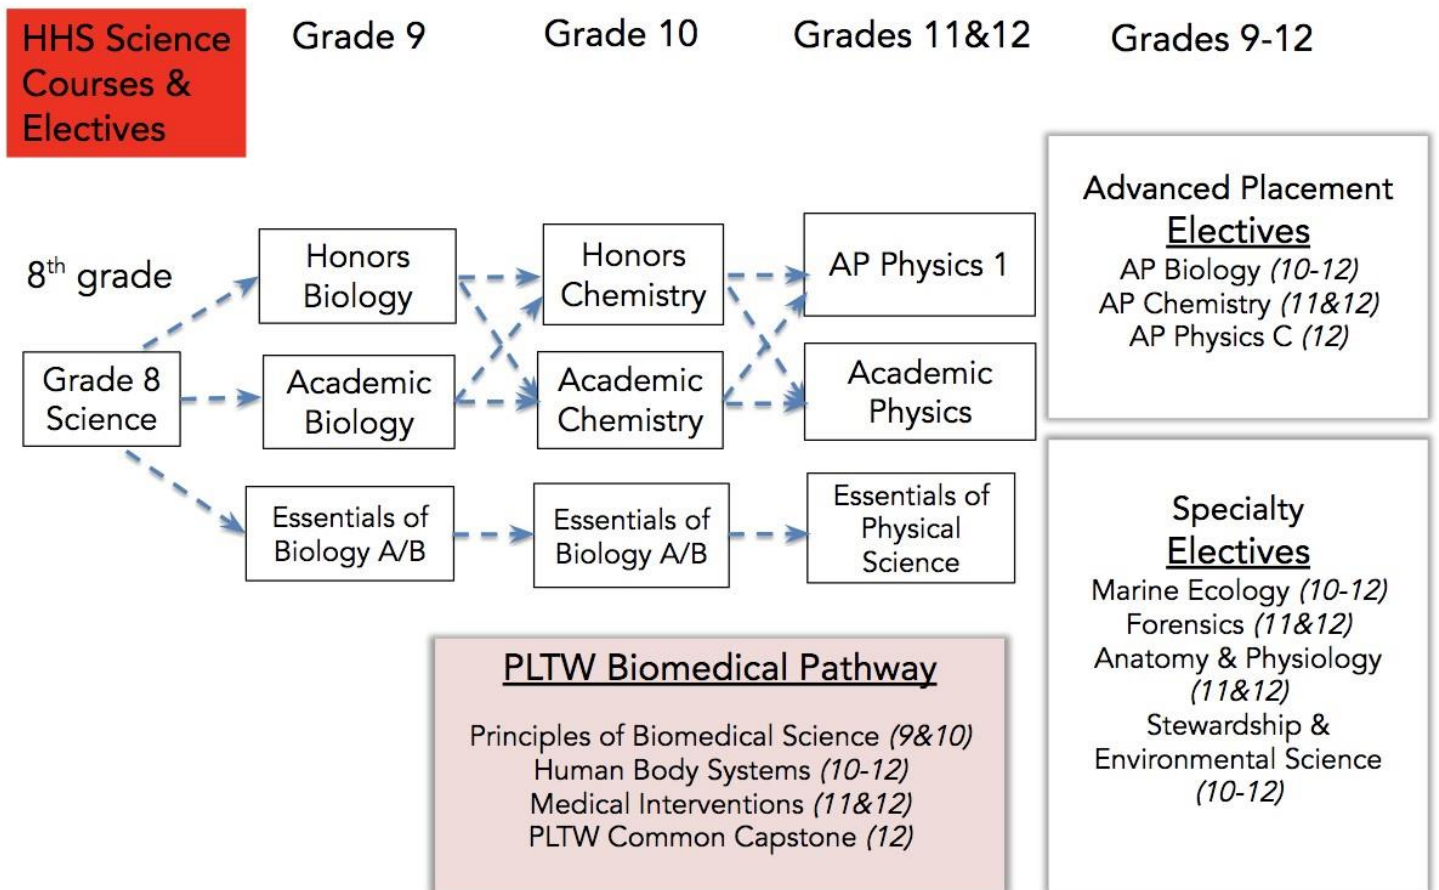 HHS Science
Courses &
Electives
Grade 9
Grade 10
Grades 11&12
Grades 9-12
8th grade
Grade 8
Science
Honors
Biology
Academic
Biology
Essentials of
Biology A/B
Honors
Chemistry
Academic
Chemistry
Essentials of
Biology A/B
AP Physics 1
Academic
Physics
Essentials of
Physical
Science
Advanced Placement
Electives
AP Biology (10-12)
AP Chemistry (11&12)
AP Physics C (12)
Specialty
Electives
Marine Ecology (10-12)
Forensics (11&12)
Anatomy & Physiology
(11&12)
Stewardship &
Environmental Science
(10-12)
PLTW Biomedical Pathway
Principles of Biomedical Science (9&10)
Human Body Systems (10-12)
Medical Interventions (11&12)
PLTW Common Capstone (12)